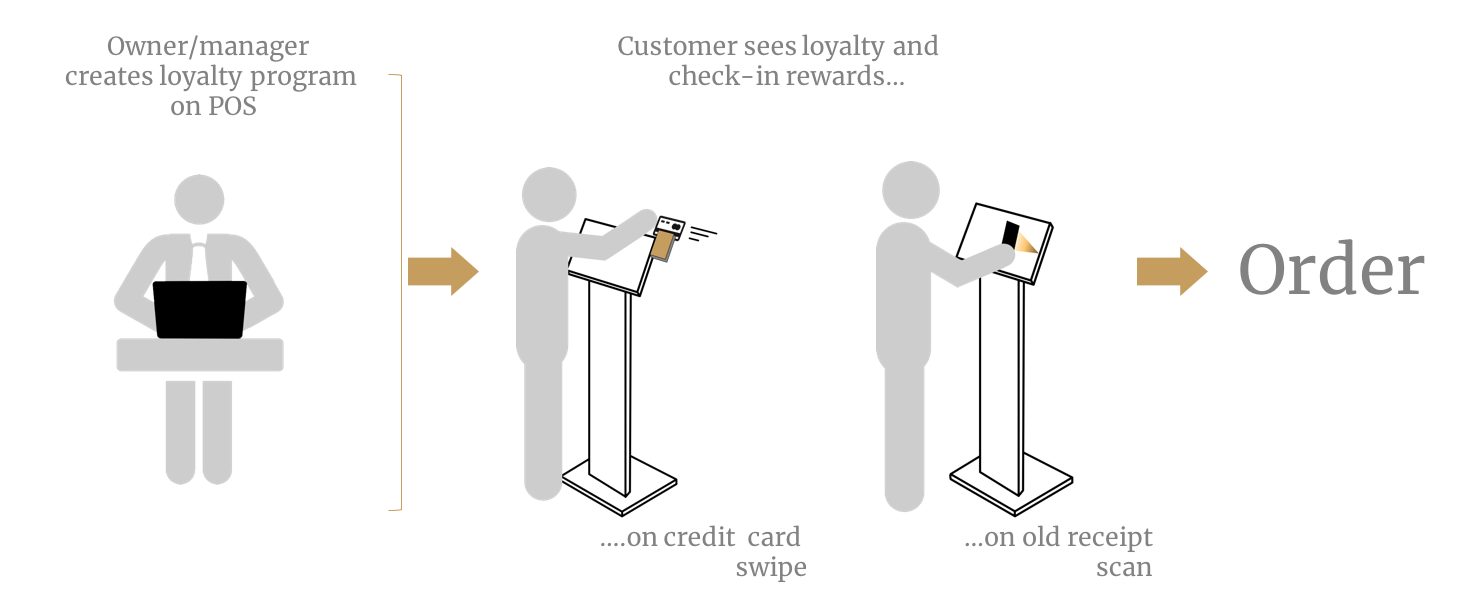 Owner/manager
creates loyalty program
on POS
Customer sees loyalty and
check-in rewards...
Order
....on credit card
swipe
...on old receipt
scan